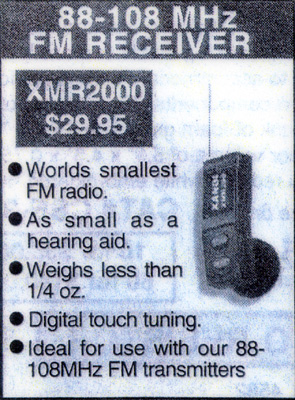 88-108 MHz
FM RECEIVER
XMR2000
$29.95
● Worlds smallest
FM radio.
● As small as a
hearing aid.
● Weighs less than
1/4 oz.
● Digital touch tuning.
● Ideal for use with our 88-
108MHz FM transmitters
XANDI